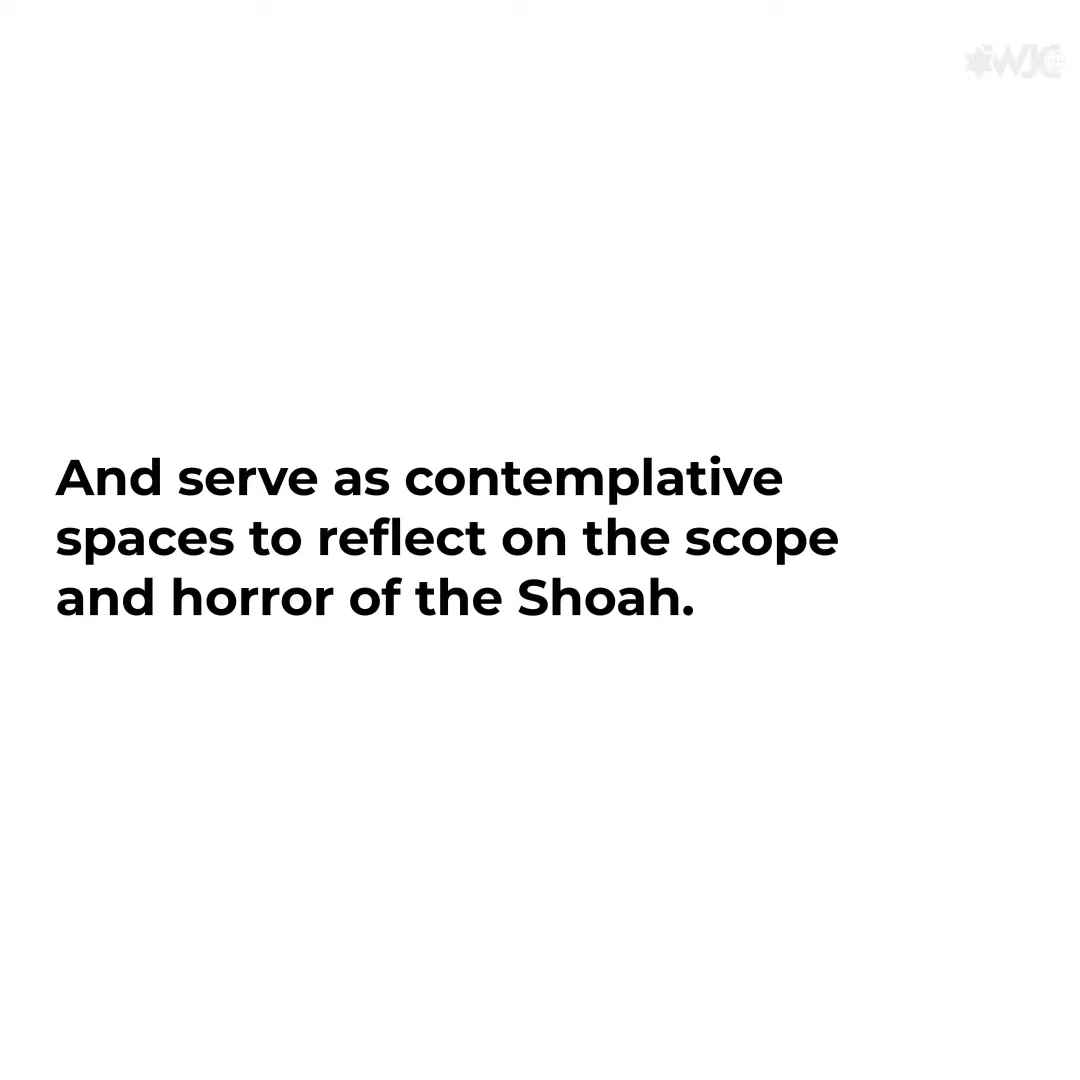 WJC
And serve as contemplative
spaces to reflect on the scope
and horror of the Shoah.